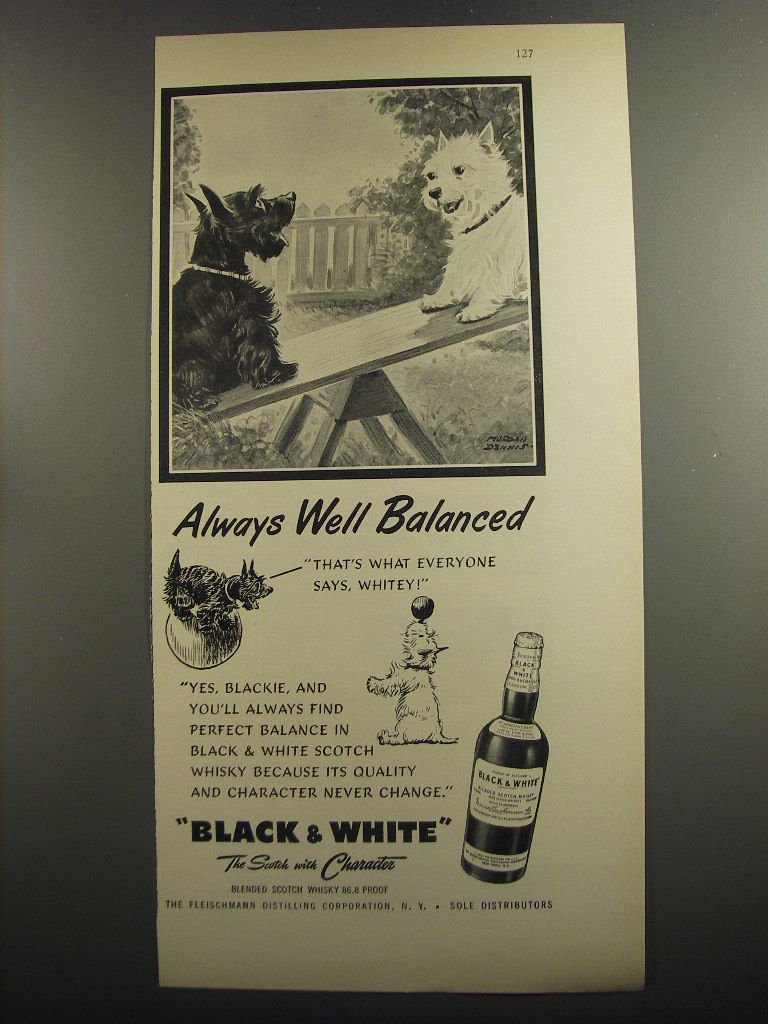 127
MORGAN
DENNIS
Always Well Balanced
"THAT'S WHAT EVERYONE
SAYS, WHITEY!"
"YES, BLACKIE, AND
YOU'LL ALWAYS FIND
PERFECT BALANCE IN
BLACK & WHITE SCOTCH
WHISKY BECAUSE ITS QUALITY
AND CHARACTER NEVER CHANGE."
BLACK
&
WHITE
BLACK & WHITE"
BLENDED SCOTCH WHISKY
"BLACK & WHITE"
The Scotch with Character
BLENDED SCOTCH WHISKY 86.8 PROOF
THE FLEISCHMANN DISTILLING CORPORATION, N. Y. • SOLE DISTRIBUTORS